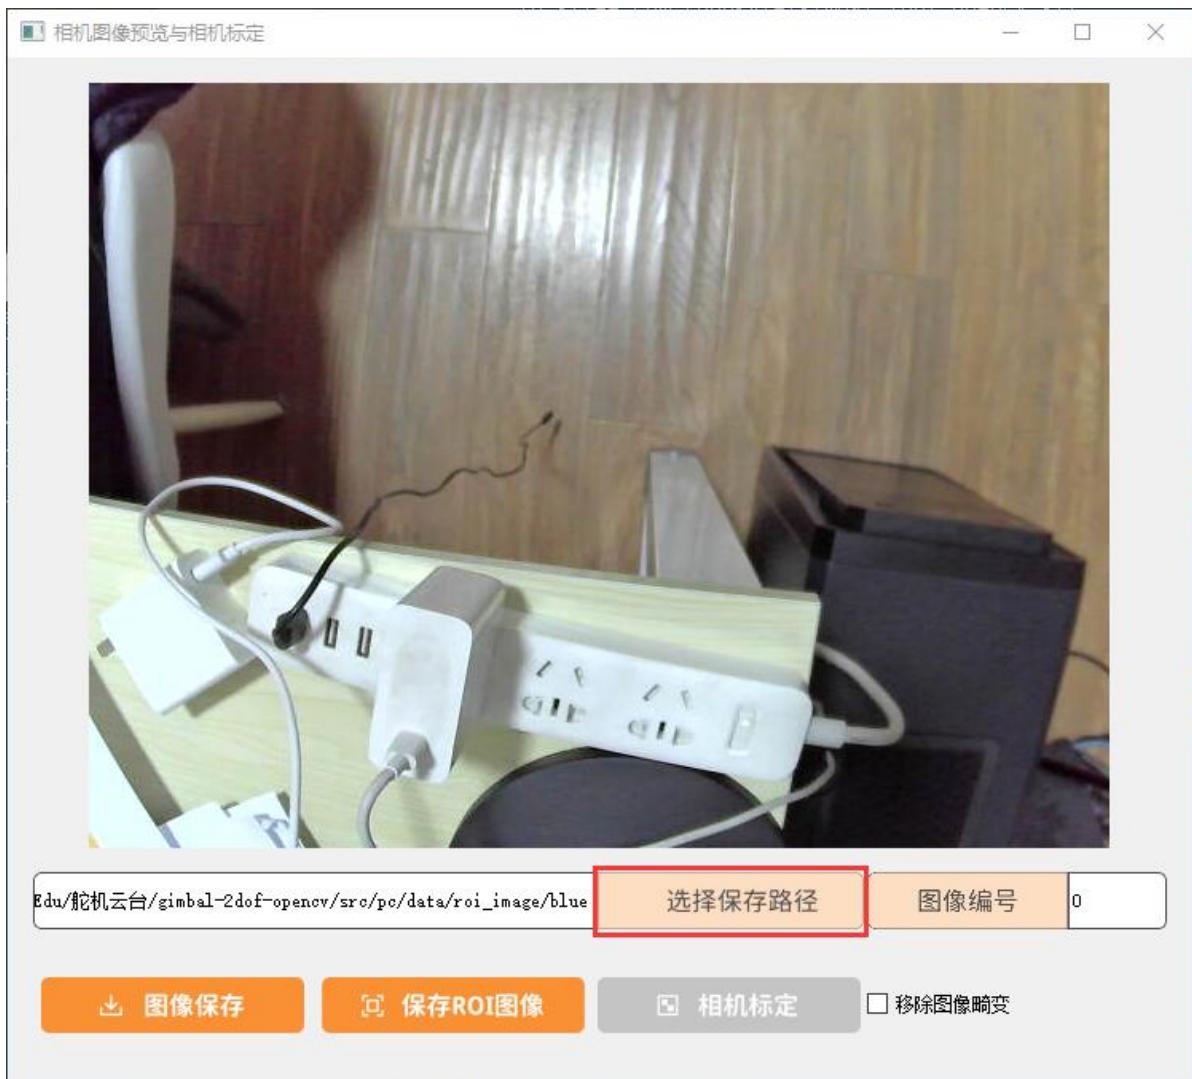 相机图像预览与相机标定
Edu/舵机云台/gimbal-2dof-opencv/src/pc/data/roi_image/blue
选择保存路径
图像编号
0
图像保存
保存ROI图像
相机标定
移除图像畸变